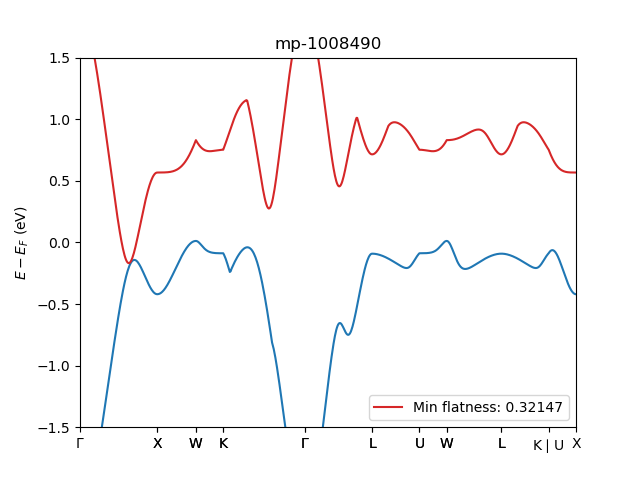 mp-1008490
E − E_F (eV)
1.5
1.0
0.5
0.0
−0.5
−1.0
−1.5
Min flatness: 0.32147
Γ X W K Γ L U W L K | U X